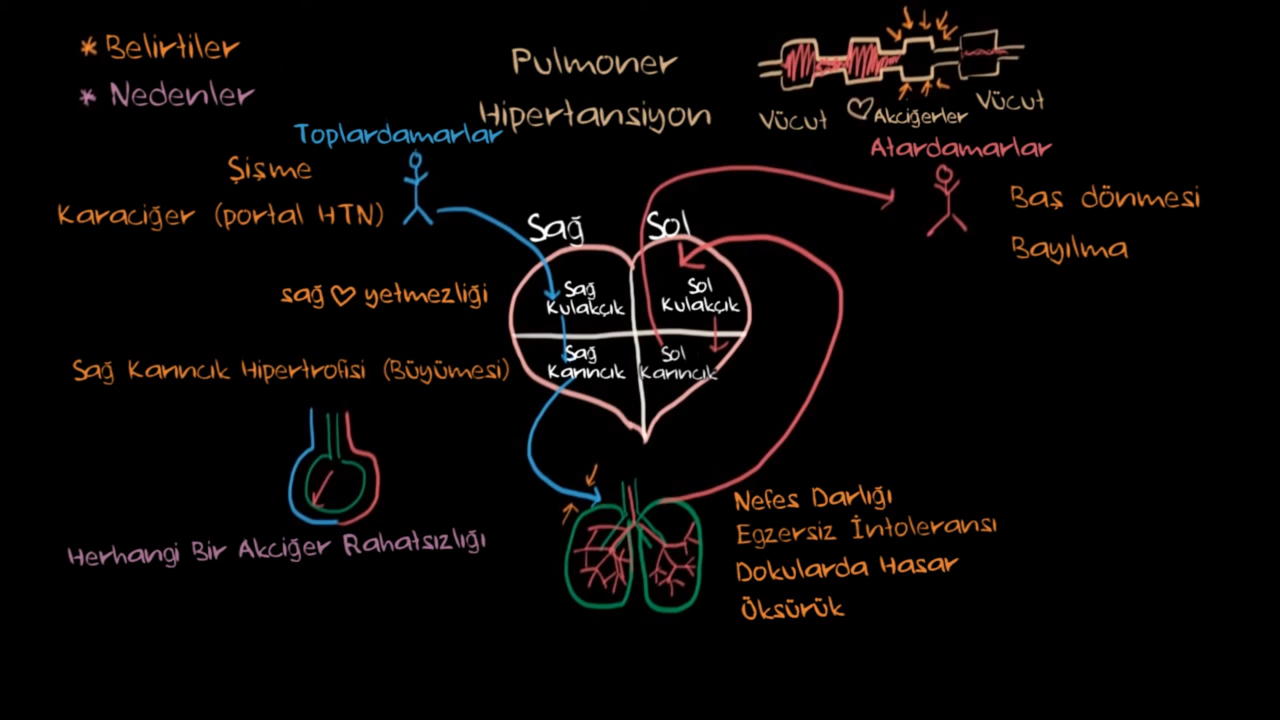 * Belirtiler
* Nedenler
Pulmoner
Hipertansiyon
Vücut
♡Akciğerler
Vücut
Toplardamarlar
Atardamarlar
Şişme
Karaciğer (portal HTN)
Baş dönmesi
Bayılma
Sağ
Sol
sağ ♡ yetmezliği
Sağ
Kulakçık
Sol
Kulakçık
Sağ Karıncık Hipertrofisi (Büyümesi)
Sağ
Karıncık
Sol
Karıncık
Herhangi Bir Akciğer Rahatsızlığı
Nefes Darlığı
Egzersiz İntoleransı
Dokularda Hasar
Öksürük